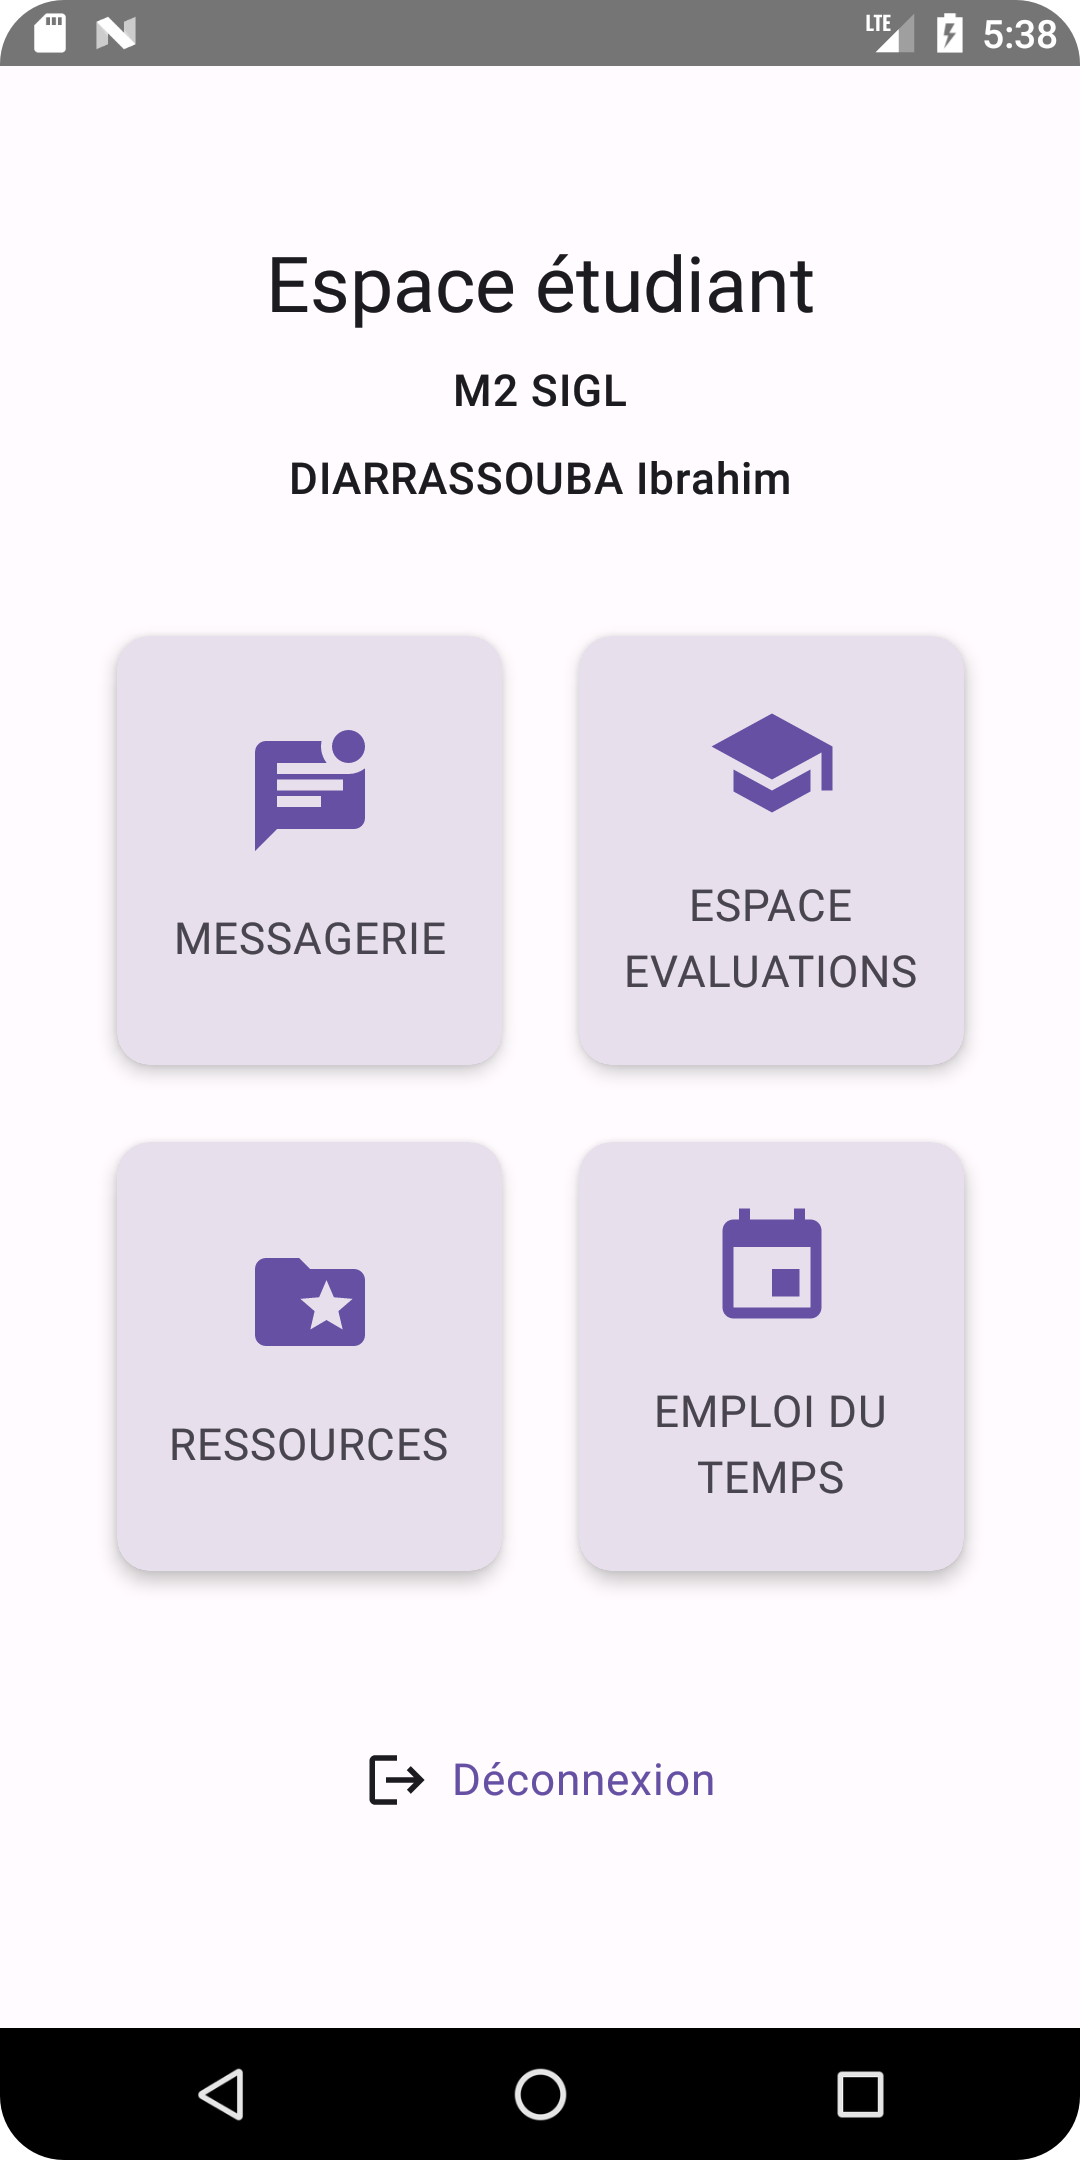 LTE 5:38
Espace étudiant
M2 SIGL
DIARRASSOUBA Ibrahim
MESSAGERIE
ESPACE
EVALUATIONS
RESSOURCES
EMPLOI DU
TEMPS
Déconnexion